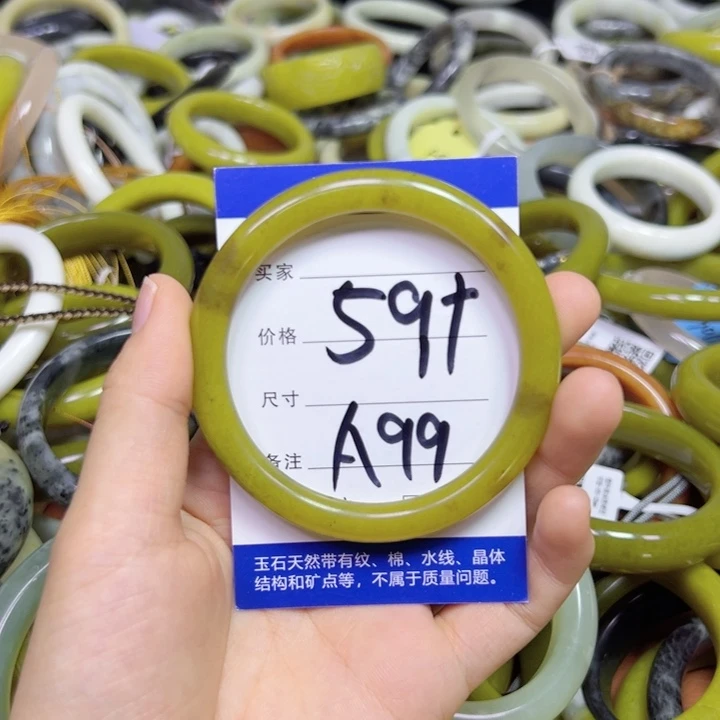 买家
价格
59t
尺寸
A99
备注
玉石天然带有纹、棉、水线、晶体
结构和矿点等，不属于质量问题。